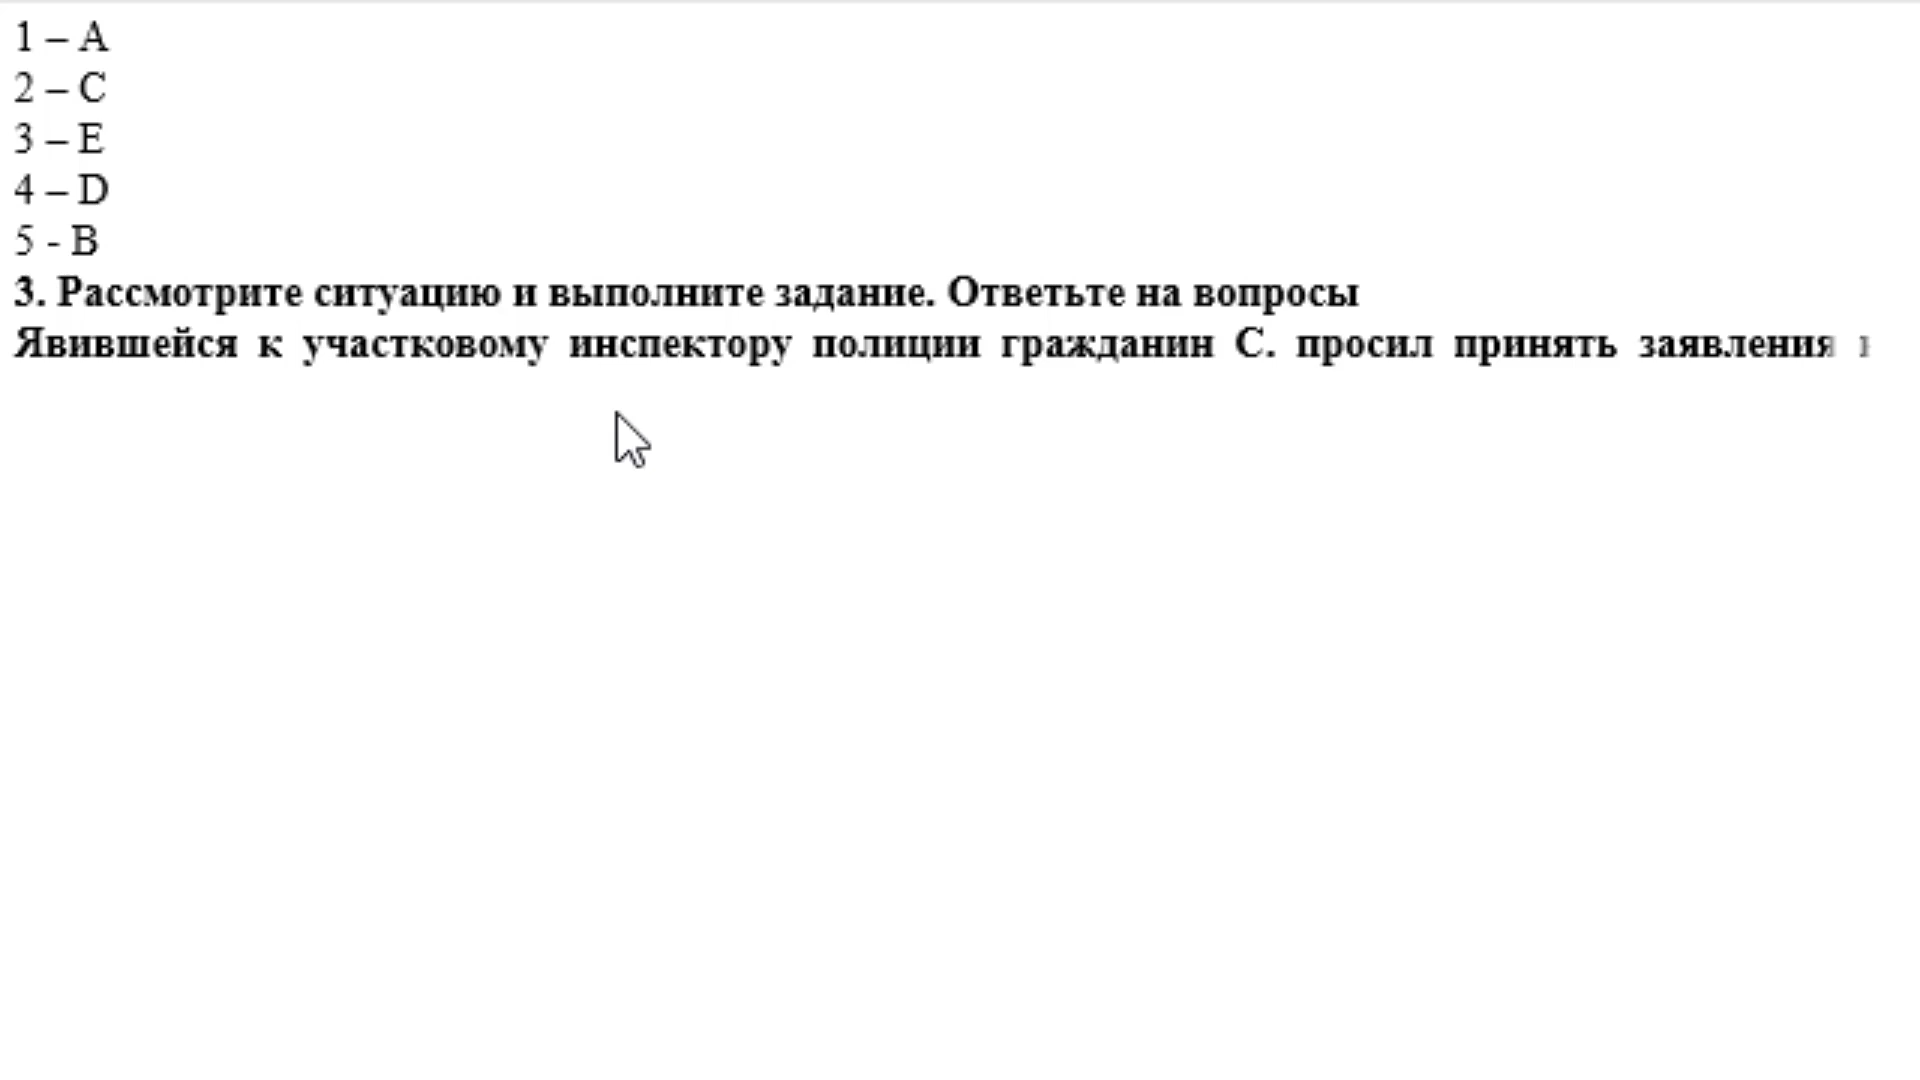 1 – A
2 – C
3 – E
4 – D
5 - B
3. Рассмотрите ситуацию и выполните задание. Ответьте на вопросы
Явившейся к участковому инспектору полиции гражданин С. просил принять заявления